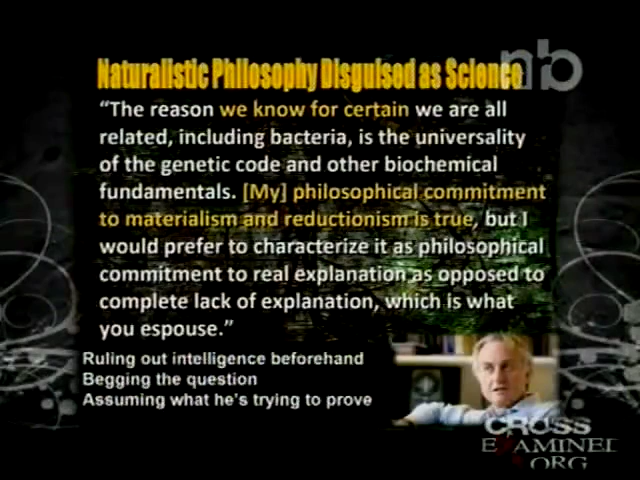 Naturalistic Philosophy Disguised as Science
nrb
“The reason we know for certain we are all
related, including bacteria, is the universality
of the genetic code and other biochemical
fundamentals. [My] philosophical commitment
to materialism and reductionism is true, but I
would prefer to characterize it as philosophical
commitment to real explanation as opposed to
complete lack of explanation, which is what
you espouse.”
Ruling out intelligence beforehand
Begging the question
Assuming what he's trying to prove
CROSS
EXAMINED
.ORG